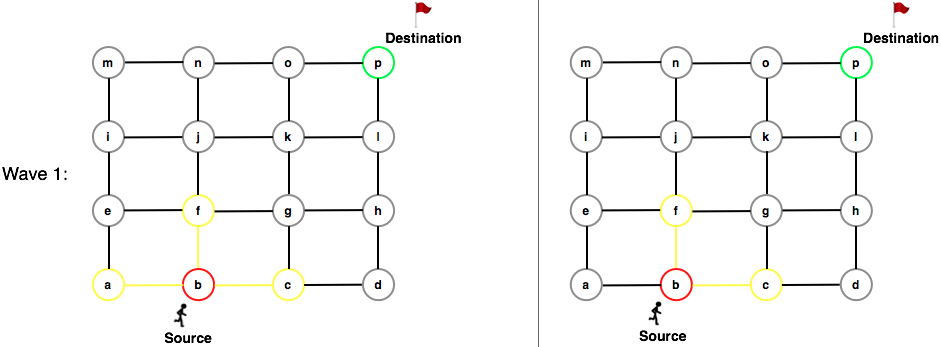 Destination
m n o p
i j k l
Wave 1:
e f g h
a b c d
Source
Destination
m n o p
i j k l
e f g h
a b c d
Source